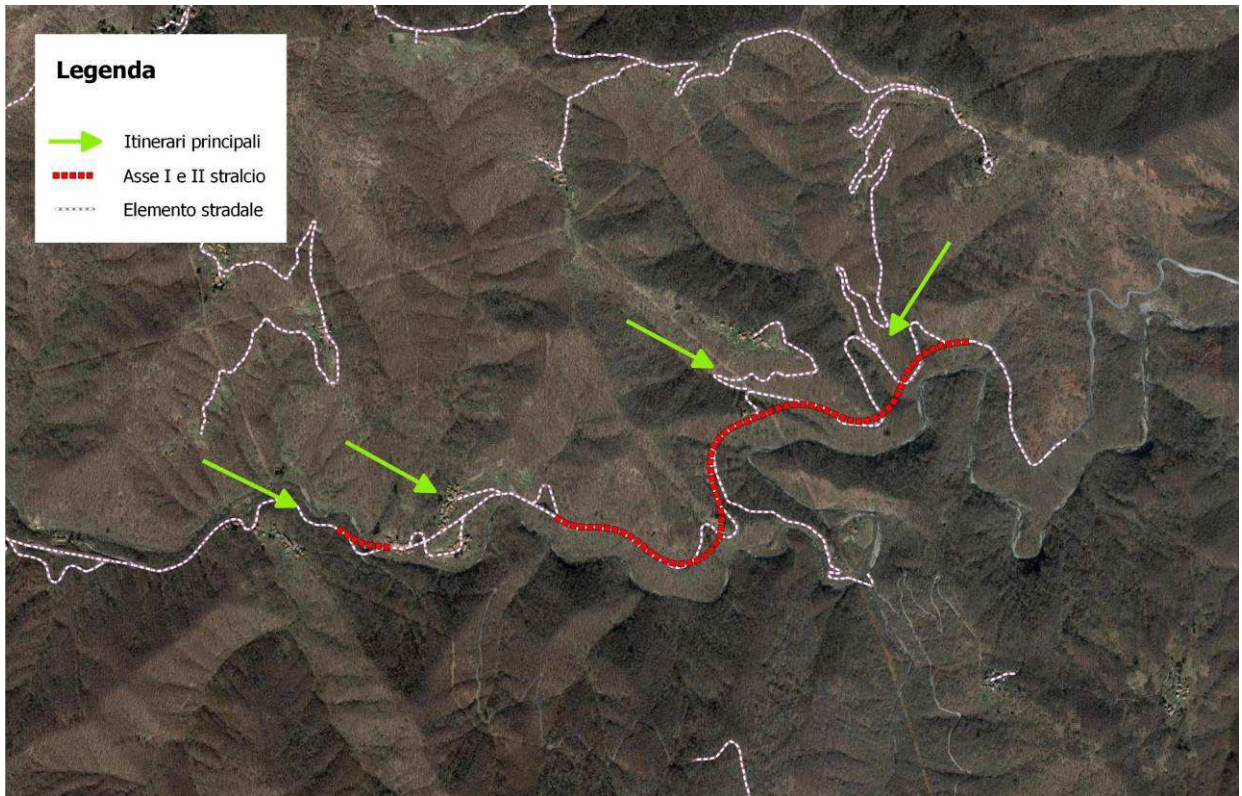 Legenda
Itinerari principali
Asse I e II stralcio
Elemento stradale